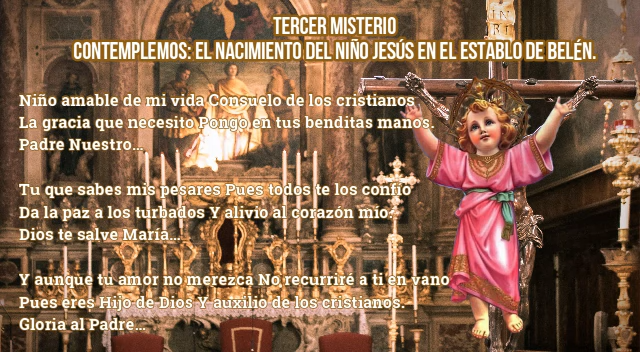 TERCER MISTERIO
CONTEMPLEMOS: EL NACIMIENTO DEL NIÑO JESÚS EN EL ESTABLO DE BELÉN.
Niño amable de mi vida Consuelo de los cristianos
La gracia que necesito Pongo en tus benditas manos.
Padre Nuestro...
Tu que sabes mis pesares Pues todos te los confío
Da la paz a los turbados Y alivio al corazón mío.
Dios te salve María...
Y aunque tu amor no merezca No recurriré a ti en vano
Pues eres Hijo de Dios Y auxilio de los cristianos.
Gloria al Padre...
IN
RI